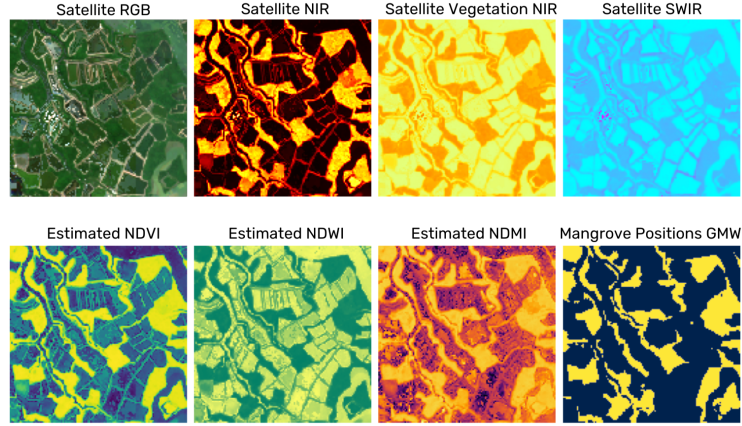 Satellite RGB
Satellite NIR
Satellite Vegetation NIR
Satellite SWIR
Estimated NDVI
Estimated NDWI
Estimated NDMI
Mangrove Positions GMW